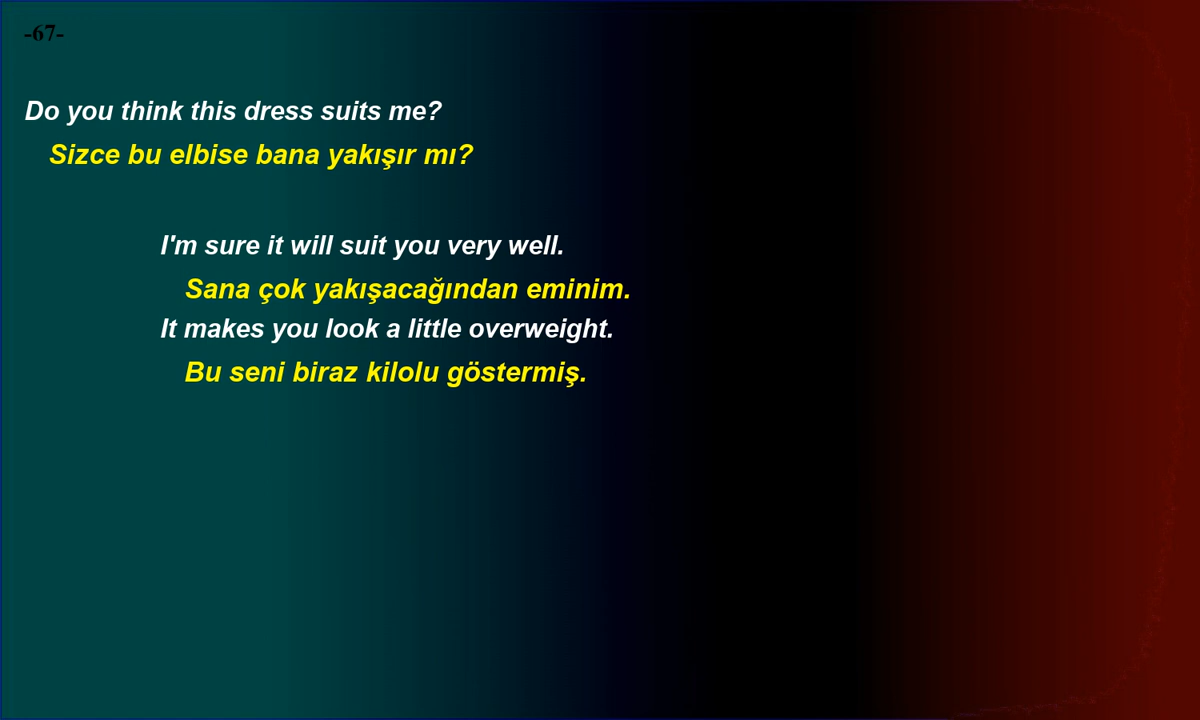 -67-
Do you think this dress suits me?
Sizce bu elbise bana yakışır mı?
I'm sure it will suit you very well.
Sana çok yakışacağından eminim.
It makes you look a little overweight.
Bu seni biraz kilolu göstermiş.